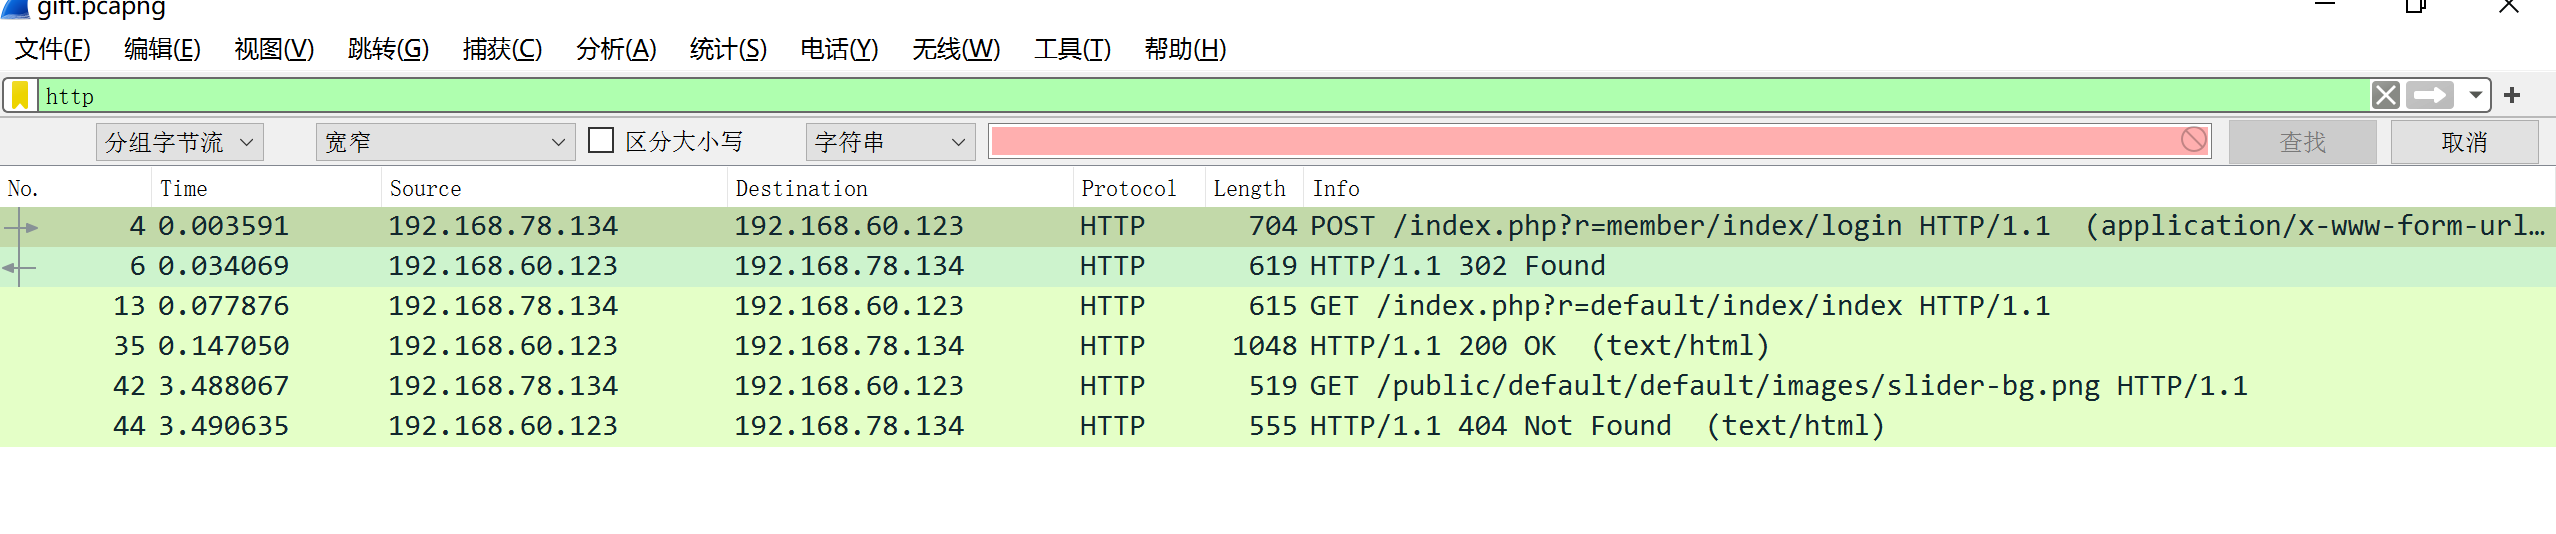 gift.pcapng
文件(F) 编辑(E) 视图(V) 跳转(G) 捕获(C) 分析(A) 统计(S) 电话(Y) 无线(W) 工具(T) 帮助(H)
http
分组字节流 宽窄 区分大小写 字符串 查找 取消
No. Time Source Destination Protocol Length Info
4 0.003591 192.168.78.134 192.168.60.123 HTTP 704 POST /index.php?r=member/index/login HTTP/1.1  (application/x-www-form-url…
6 0.034069 192.168.60.123 192.168.78.134 HTTP 619 HTTP/1.1 302 Found
13 0.077876 192.168.78.134 192.168.60.123 HTTP 615 GET /index.php?r=default/index/index HTTP/1.1
35 0.147050 192.168.60.123 192.168.78.134 HTTP 1048 HTTP/1.1 200 OK  (text/html)
42 3.488067 192.168.78.134 192.168.60.123 HTTP 519 GET /public/default/default/images/slider-bg.png HTTP/1.1
44 3.490635 192.168.60.123 192.168.78.134 HTTP 555 HTTP/1.1 404 Not Found  (text/html)